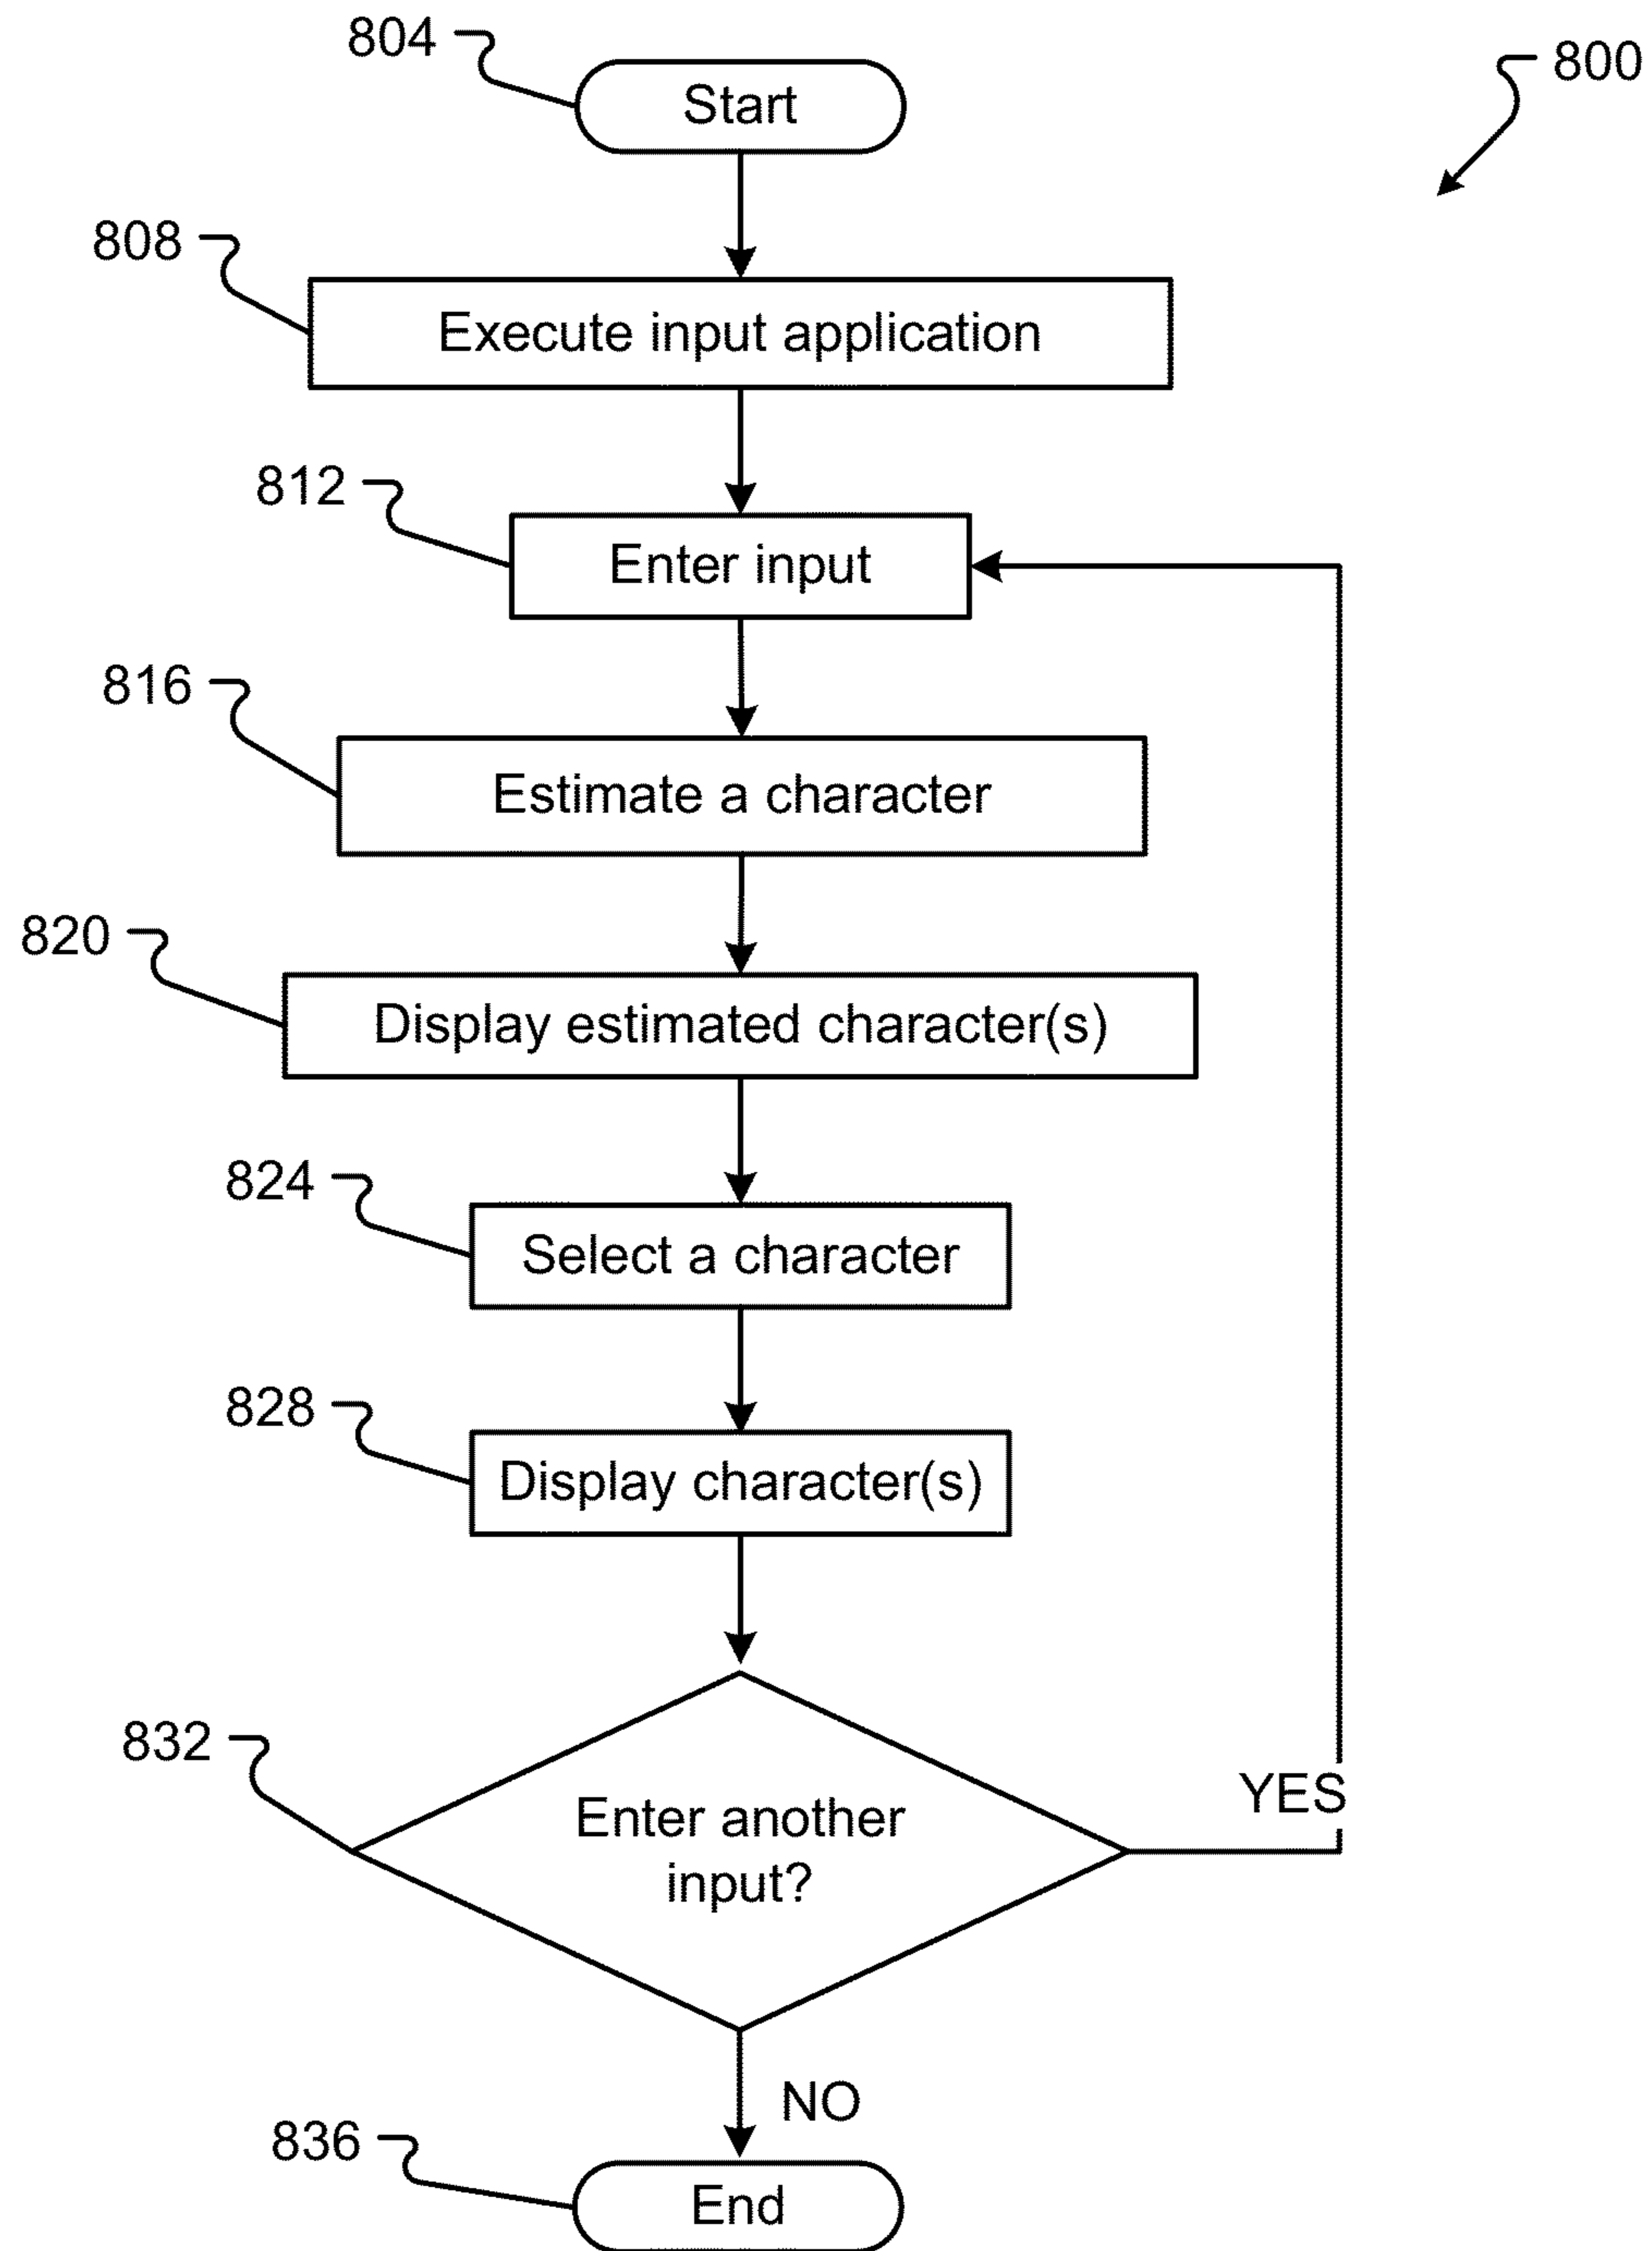 804
Start
800
808
Execute input application
812
Enter input
816
Estimate a character
820
Display estimated character(s)
824
Select a character
828
Display character(s)
832
Enter another
input?
YES
NO
836
End